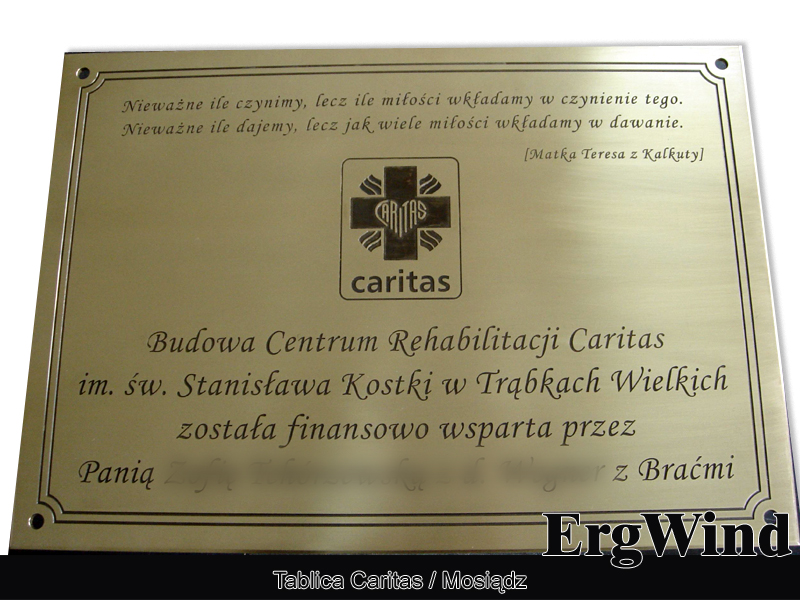 Nieważne ile czynimy, lecz ile miłości wkładamy w czynienie tego.
Nieważne ile dajemy, lecz jak wiele miłości wkładamy w dawanie.
[Matka Teresa z Kalkuty]
CARITAS
caritas
Budowa Centrum Rehabilitacji Caritas
im. św. Stanisława Kostki w Trąbkach Wielkich
została finansowo wsparta przez
Panią z Braćmi
ErgWind
Tablica Caritas / Mosiądz